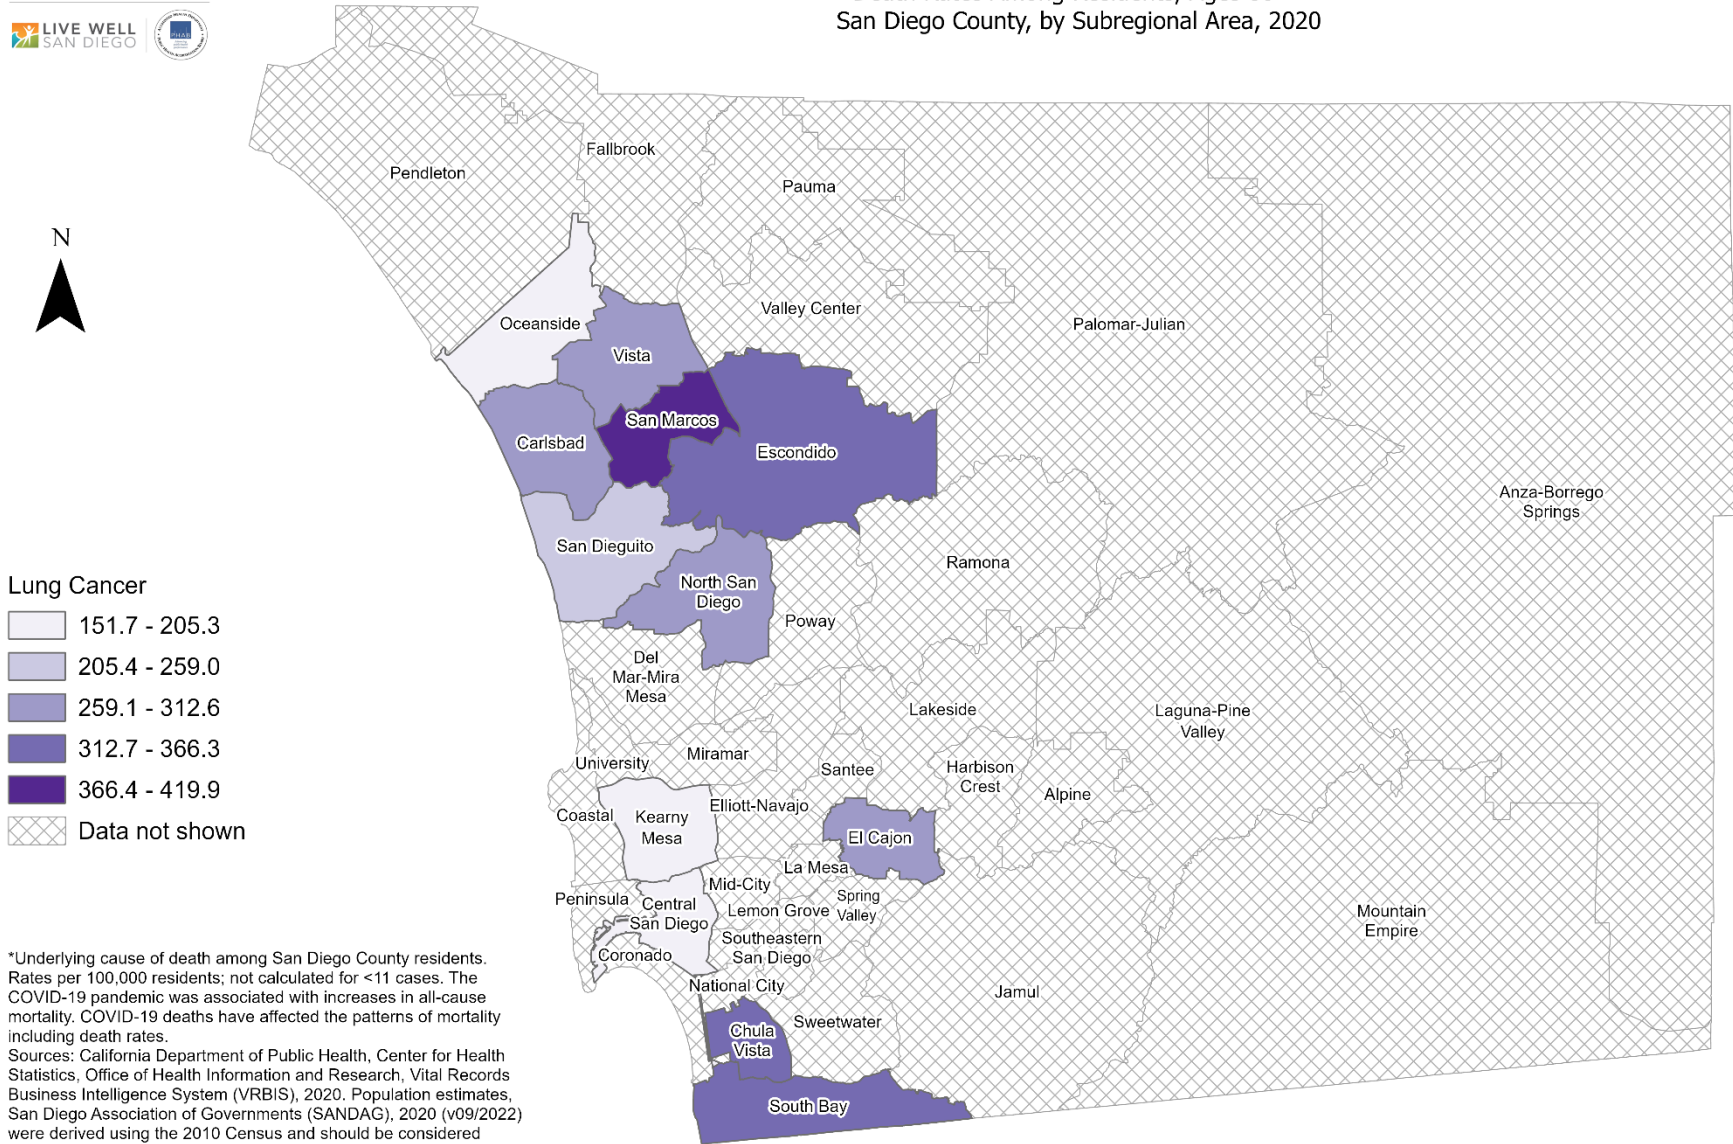 LIVE WELL
SAN DIEGO
PHAB
San Diego County, by Subregional Area, 2020
Fallbrook
Pendleton
Pauma
N
Valley Center
Oceanside
Palomar-Julian
Vista
San Marcos
Carlsbad
Escondido
Anza-Borrego
Springs
San Dieguito
Ramona
North San
Diego
Poway
Del
Mar-Mira
Mesa
Lakeside
Laguna-Pine
Valley
Miramar
University
Santee
Harbison
Crest
Alpine
Coastal
Kearny
Mesa
Elliott-Navajo
El Cajon
La Mesa
Mid-City
Peninsula
Central
San Diego
Lemon Grove
Spring
Valley
Mountain
Empire
Southeastern
San Diego
Coronado
National City
Jamul
Sweetwater
Chula
Vista
South Bay
Lung Cancer
151.7 - 205.3
205.4 - 259.0
259.1 - 312.6
312.7 - 366.3
366.4 - 419.9
Data not shown
*Underlying cause of death among San Diego County residents.
Rates per 100,000 residents; not calculated for <11 cases. The
COVID-19 pandemic was associated with increases in all-cause
mortality. COVID-19 deaths have affected the patterns of mortality
including death rates.
Sources: California Department of Public Health, Center for Health
Statistics, Office of Health Information and Research, Vital Records
Business Intelligence System (VRBIS), 2020. Population estimates,
San Diego Association of Governments (SANDAG), 2020 (v09/2022)
were derived using the 2010 Census and should be considered